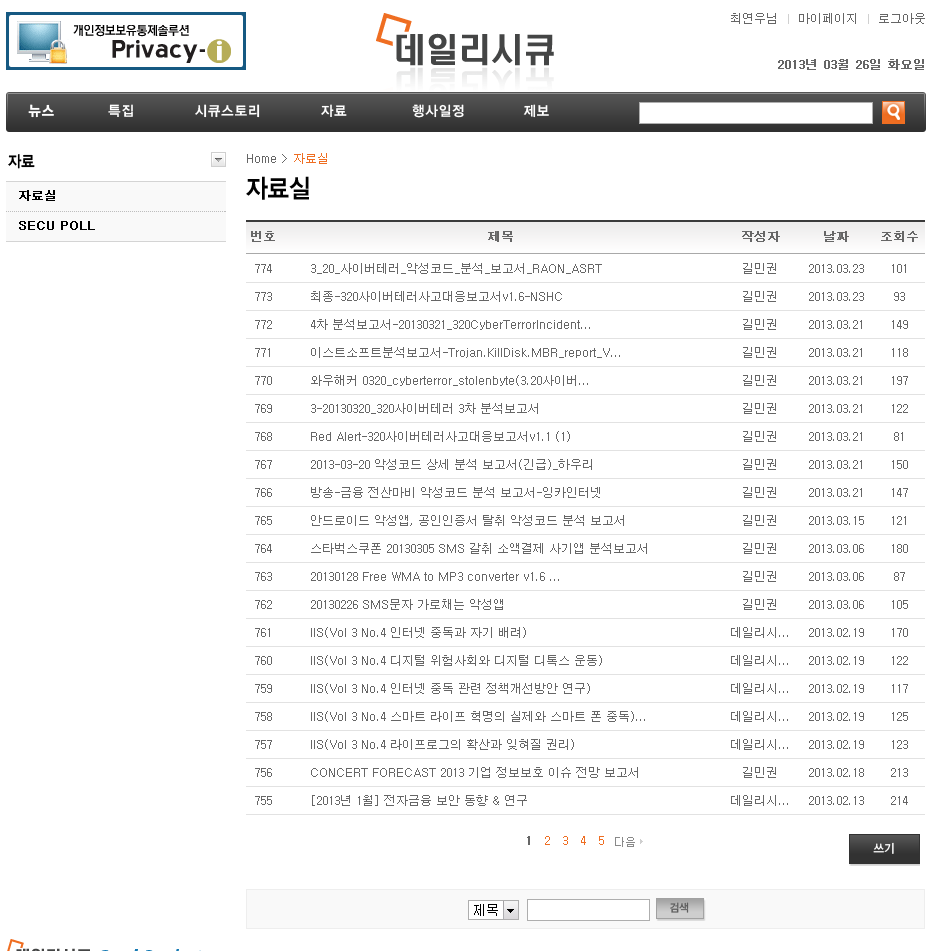 개인정보보유통제솔루션
Privacy-i
데일리시큐
최연우님 | 마이페이지 | 로그아웃
2013년 03월 26일 화요일
뉴스 특집 시큐스토리 자료 행사일정 제보
자료
자료실
SECU POLL
Home > 자료실
자료실
번호 제목 작성자 날짜 조회수
774 3_20_사이버테러_악성코드_분석_보고서_RAON_ASRT 길민권 2013.03.23 101
773 최종-320사이버테러사고대응보고서v1.6-NSHC 길민권 2013.03.23 93
772 4차 분석보고서-20130321_320CyberTerrorIncident... 길민권 2013.03.21 149
771 이스트소프트분석보고서-Trojan.KillDisk.MBR_report_V... 길민권 2013.03.21 118
770 와우해커 0320_cyberterror_stolenbyte(3.20사이버... 길민권 2013.03.21 197
769 3-20130320_320사이버테러 3차 분석보고서 길민권 2013.03.21 122
768 Red Alert-320사이버테러사고대응보고서v1.1 (1) 길민권 2013.03.21 81
767 2013-03-20 악성코드 상세 분석 보고서(긴급)_하우리 길민권 2013.03.21 150
766 방송-금융 전산마비 악성코드 분석 보고서-잉카인터넷 길민권 2013.03.21 147
765 안드로이드 악성앱, 공인인증서 탈취 악성코드 분석 보고서 길민권 2013.03.15 121
764 스타벅스쿠폰 20130305 SMS 갈취 소액결제 사기앱 분석보고서 길민권 2013.03.06 180
763 20130128 Free WMA to MP3 converter v1.6 ... 길민권 2013.03.06 87
762 20130226 SMS문자 가로채는 악성앱 길민권 2013.03.06 105
761 IIS(Vol 3 No.4 인터넷 중독과 자기 배려) 데일리시... 2013.02.19 170
760 IIS(Vol 3 No.4 디지털 위험사회와 디지털 디톡스 운동) 데일리시... 2013.02.19 122
759 IIS(Vol 3 No.4 인터넷 중독 관련 정책개선방안 연구) 데일리시... 2013.02.19 117
758 IIS(Vol 3 No.4 스마트 라이프 혁명의 실제와 스마트 폰 중독)... 데일리시... 2013.02.19 125
757 IIS(Vol 3 No.4 라이프로그의 확산과 잊혀질 권리) 데일리시... 2013.02.19 123
756 CONCERT FORECAST 2013 기업 정보보호 이슈 전망 보고서 길민권 2013.02.18 213
755 [2013년 1월] 전자금융 보안 동향 & 연구 데일리시... 2013.02.13 214
1 2 3 4 5 다음
쓰기
제목 검색